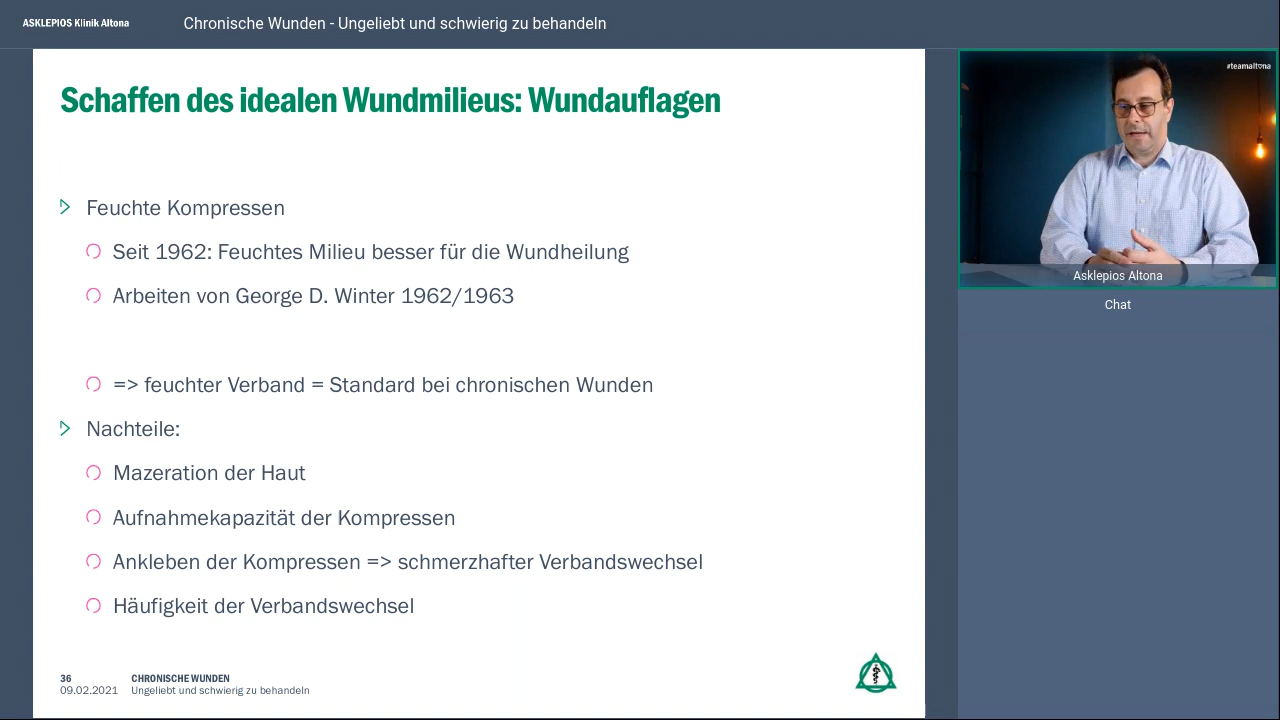 ASKLEPIOS Klinik Altona
Chronische Wunden - Ungeliebt und schwierig zu behandeln
Schaffen des idealen Wundmilieus: Wundauflagen
Feuchte Kompressen
Seit 1962: Feuchtes Milieu besser für die Wundheilung
Arbeiten von George D. Winter 1962/1963
=> feuchter Verband = Standard bei chronischen Wunden
Nachteile:
Mazeration der Haut
Aufnahmekapazität der Kompressen
Ankleben der Kompressen => schmerzhafter Verbandswechsel
Häufigkeit der Verbandswechsel
36 CHRONISCHE WUNDEN
09.02.2021 Ungeliebt und schwierig zu behandeln
#teamaltona
Asklepios Altona
Chat